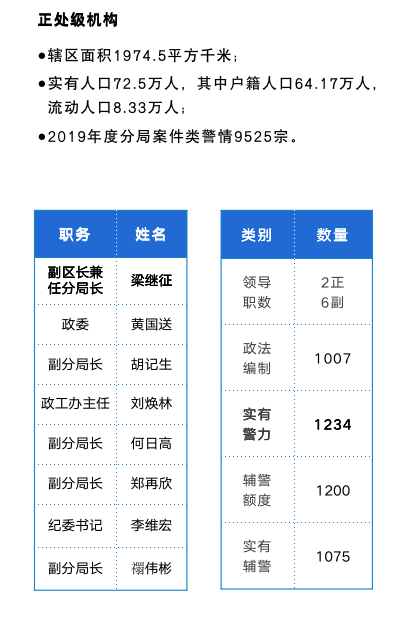 正处级机构
●辖区面积1974.5平方千米；
●实有人口72.5万人，其中户籍人口64.17万人，
流动人口8.33万人；
●2019年度分局案件类警情9525宗。
职务 姓名
副区长兼
任分局长 梁继征
政委 黄国送
副分局长 胡记生
政工办主任 刘焕林
副分局长 何日高
副分局长 郑再欣
纪委书记 李维宏
副分局长 禤伟彬
类别 数量
领导
职数
2正
6副
政法
编制
1007
实有
警力
1234
辅警
额度
1200
实有
辅警
1075